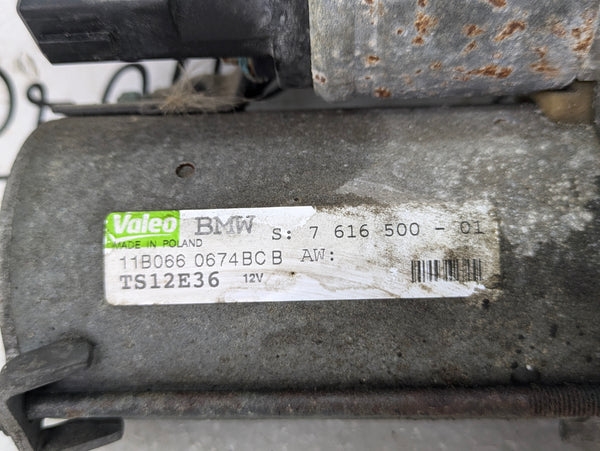 Valeo BMW S: 7 616 500 - 01
MADE IN POLAND
11B066 0674BC B AW:
TS12E36 12V